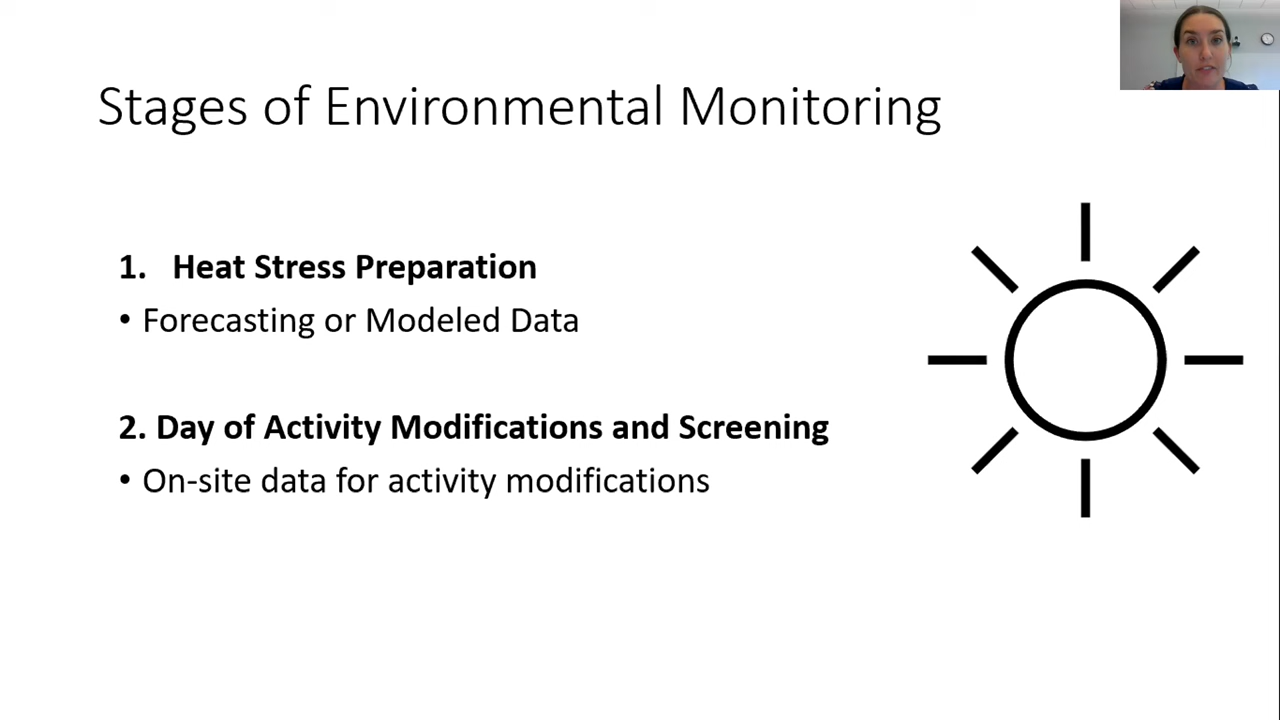 Stages of Environmental Monitoring
1. Heat Stress Preparation
• Forecasting or Modeled Data
2. Day of Activity Modifications and Screening
• On-site data for activity modifications